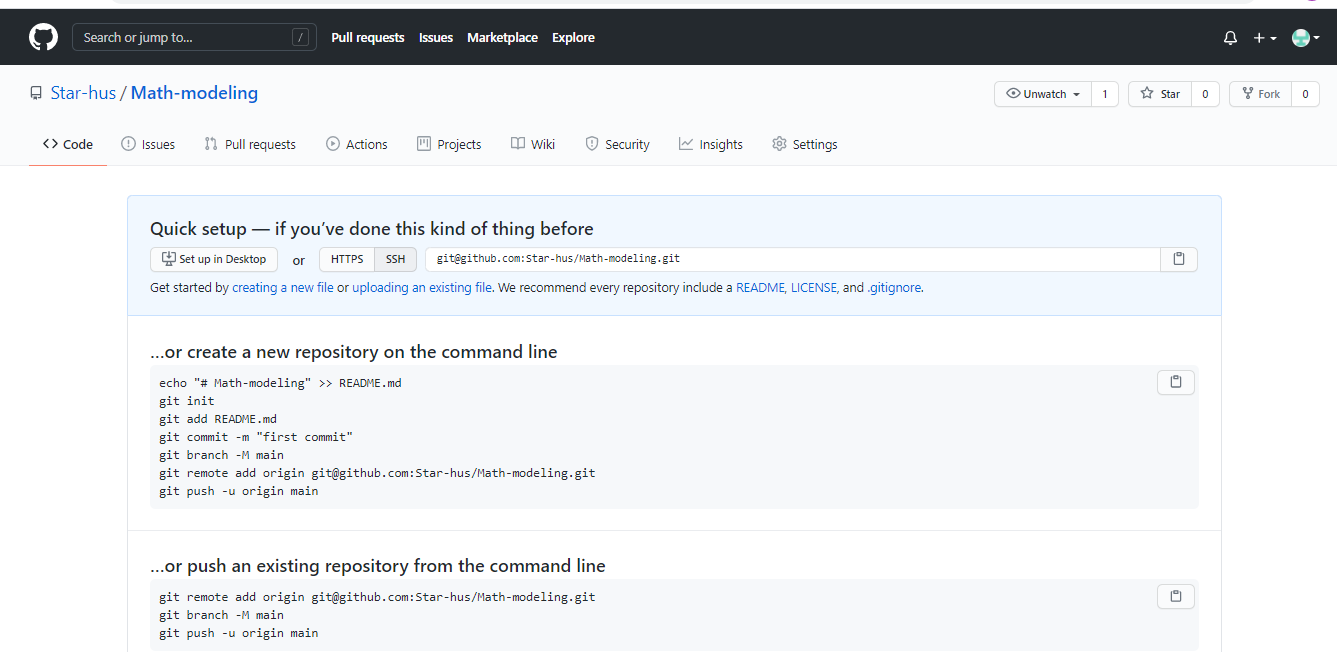 Search or jump to... / Pull requests Issues Marketplace Explore
Star-hus / Math-modeling Unwatch 1 Star 0 Fork 0
Code Issues Pull requests Actions Projects Wiki Security Insights Settings
Quick setup — if you’ve done this kind of thing before
Set up in Desktop or HTTPS SSH git@github.com:Star-hus/Math-modeling.git
Get started by creating a new file or uploading an existing file. We recommend every repository include a README, LICENSE, and .gitignore.
…or create a new repository on the command line
echo "# Math-modeling" >> README.md
git init
git add README.md
git commit -m "first commit"
git branch -M main
git remote add origin git@github.com:Star-hus/Math-modeling.git
git push -u origin main
…or push an existing repository from the command line
git remote add origin git@github.com:Star-hus/Math-modeling.git
git branch -M main
git push -u origin main